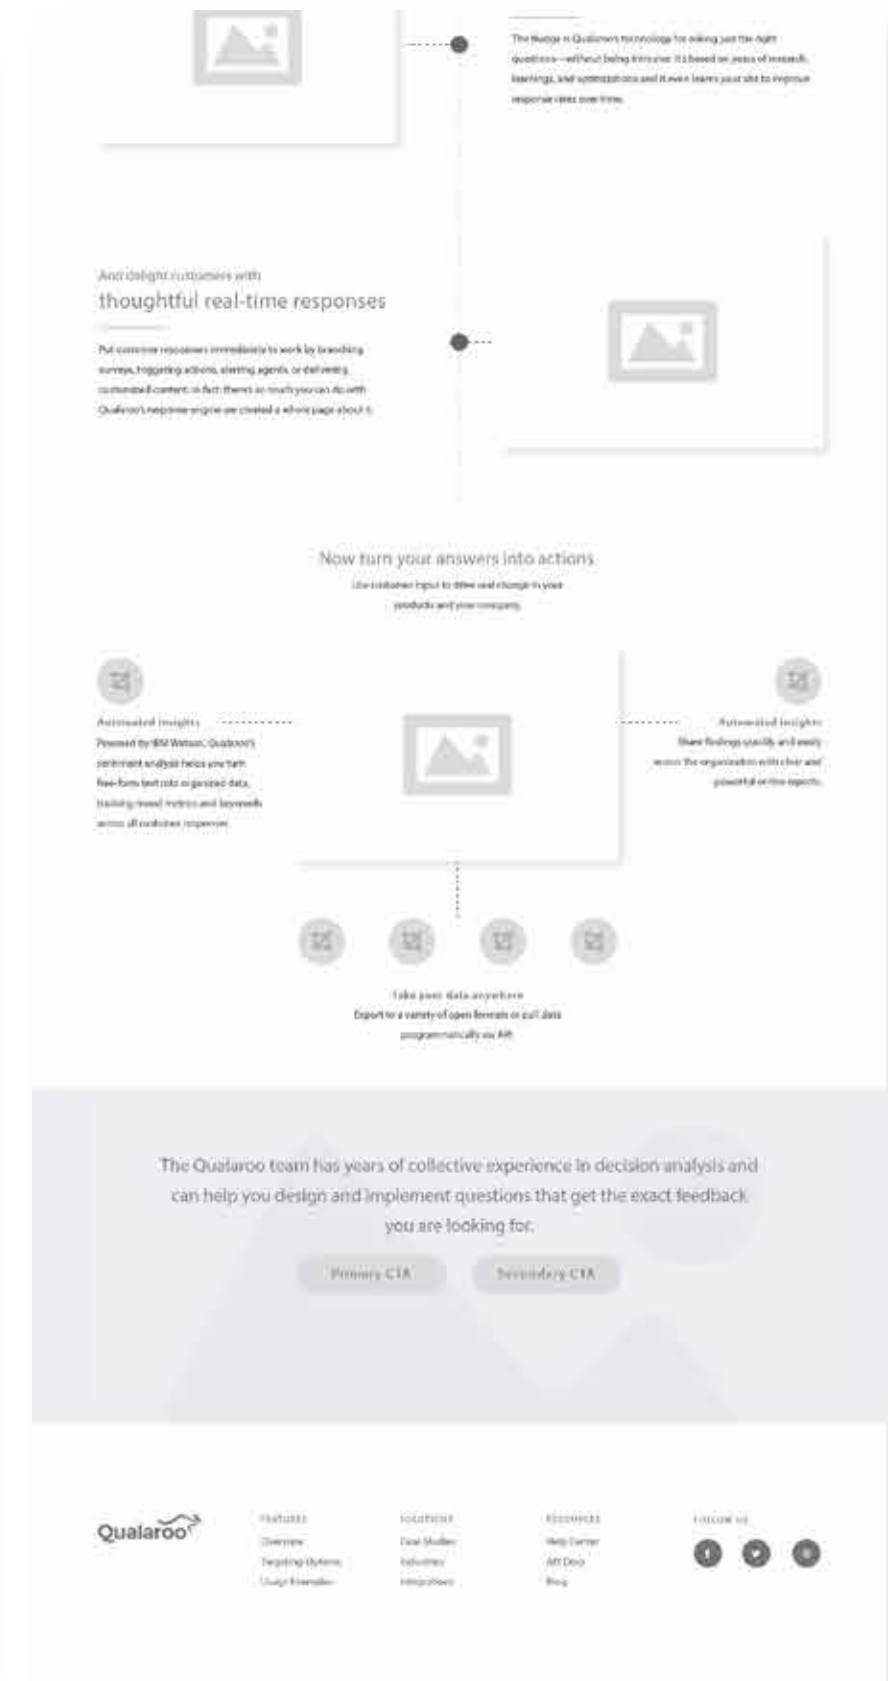 The Nudge is Qualaroo's technology for asking just the right
questions—without being intrusive. It's based on years of research,
learnings, and optimizations and it even learns your site to improve
response rates over time.
And delight customers with
thoughtful real-time responses
Put customer responses immediately to work by branching
surveys, triggering actions, alerting agents, or delivering
customized content. In fact, there's so much you can do with
Qualaroo's response engine we created a whole page about it.
Now turn your answers into actions
Use customer input to drive real change in your
products and your company.
Automated insights
Powered by IBM Watson, Qualaroo's
sentiment analysis helps you turn
free-form text into organized data,
tracking mood metrics and keywords
across all customer responses.
Automated insights
Share findings quickly and easily
across the organization with clear and
powerful on-line reports.
Take your data anywhere
Export to a variety of open formats or pull data
programmatically via API
The Qualaroo team has years of collective experience in decision analysis and
can help you design and implement questions that get the exact feedback
you are looking for.
Primary CTA
Secondary CTA
Qualaroo
FEATURES
Overview
Targeting Options
Usage Examples
SOLUTIONS
Case Studies
Industries
Integrations
RESOURCES
Help Center
API Docs
Blog
FOLLOW US